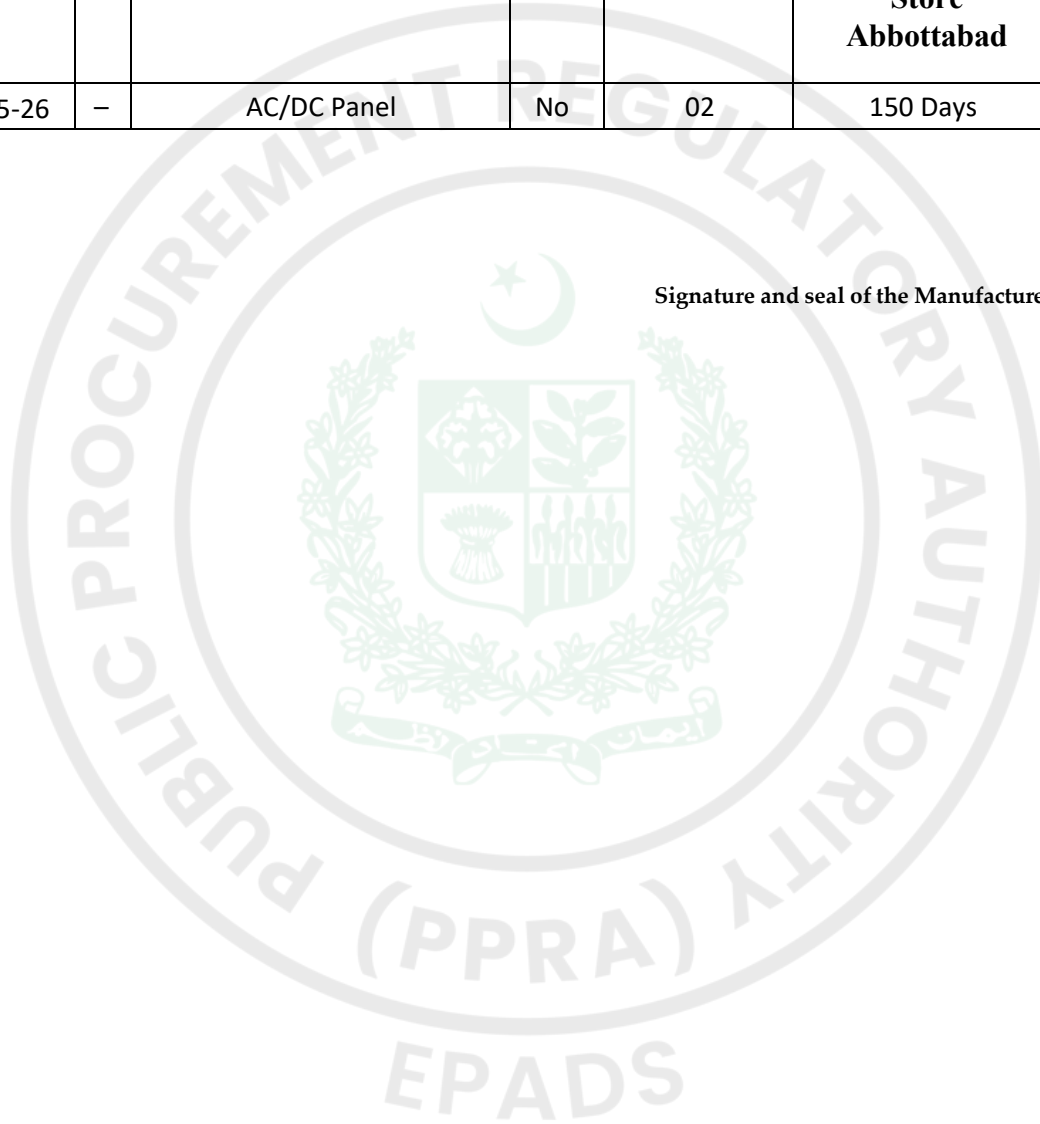 Store
Abbottabad
5-26 – AC/DC Panel No 02 150 Days
Signature and seal of the Manufacture
PUBLIC PROCUREMENT REGULATORY AUTHORITY
(PPRA)
EPADS